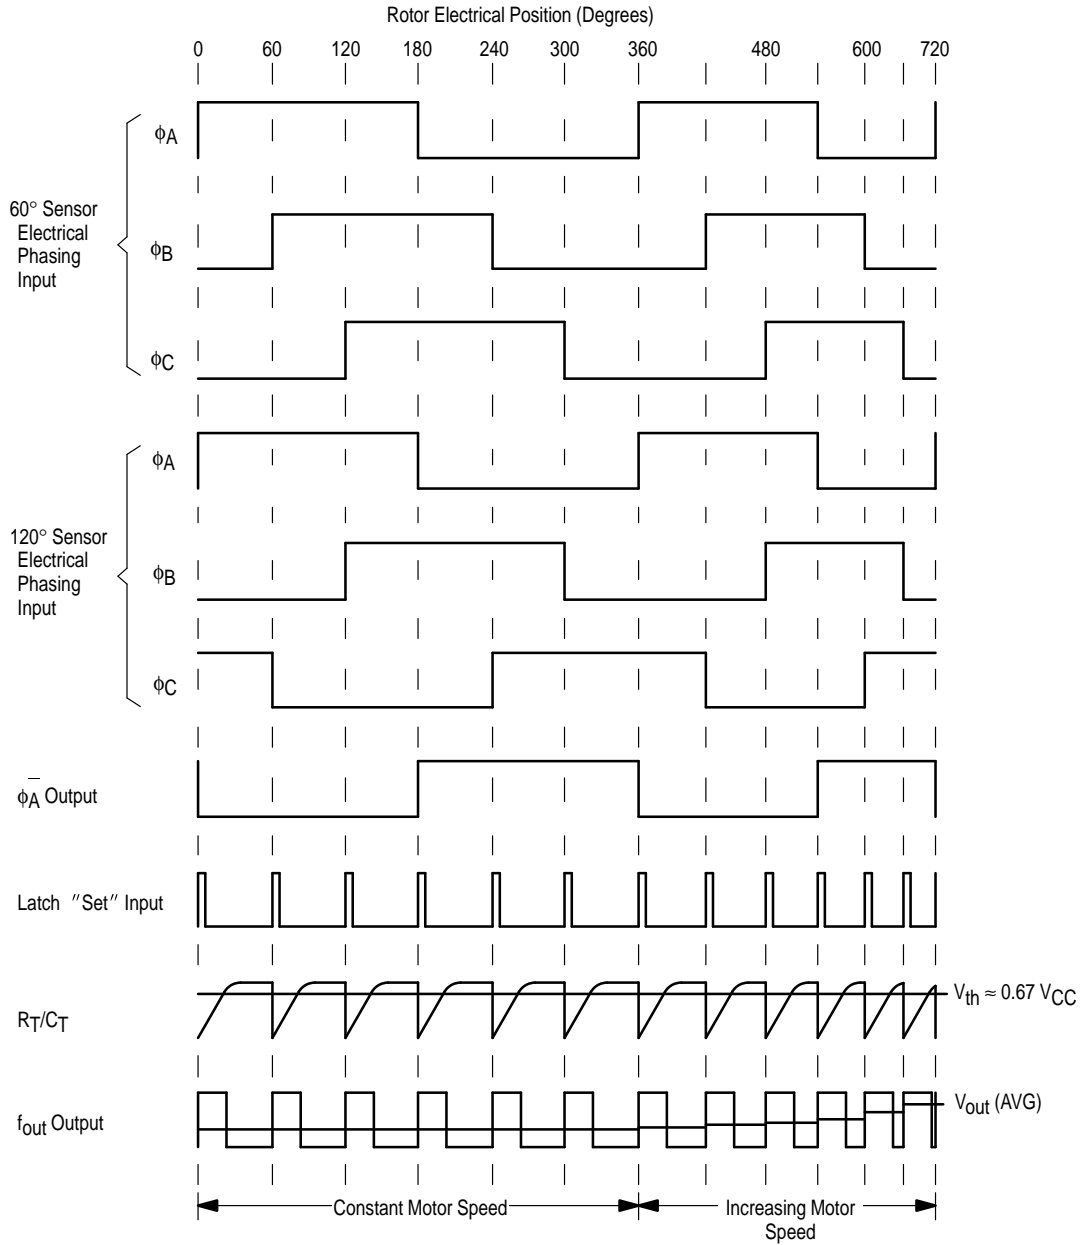 Rotor Electrical Position (Degrees)
0 60 120 180 240 300 360 480 600 720
ϕA
60° Sensor
Electrical
Phasing
Input
ϕB
ϕC
ϕA
120° Sensor
Electrical
Phasing
Input
ϕB
ϕC
ϕA̅ Output
Latch ″Set″ Input
Vth ≈ 0.67 VCC
RT/CT
Vout (AVG)
fout Output
Constant Motor Speed
Increasing Motor
Speed